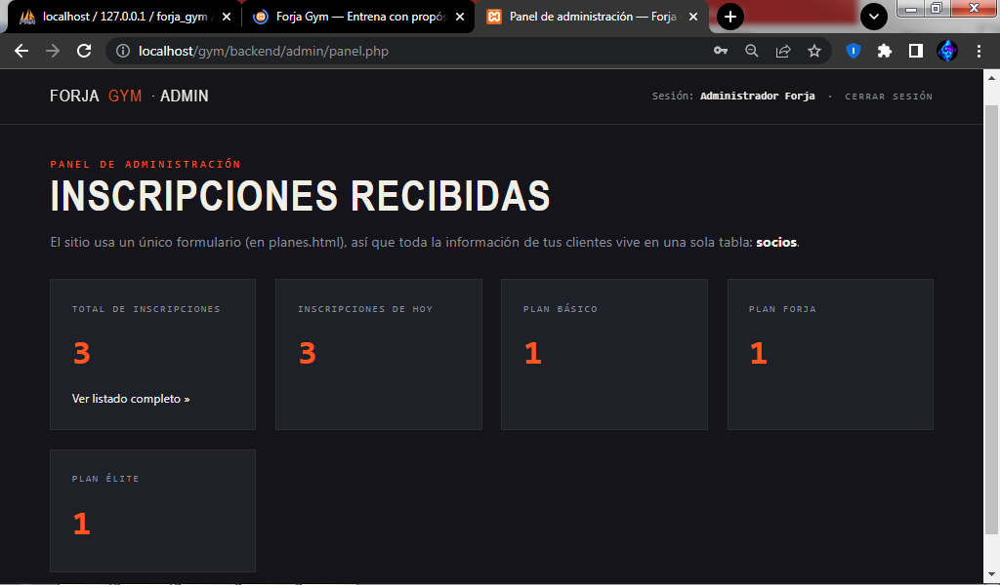 localhost / 127.0.0.1 / forja_gym
Forja Gym — Entrena con propós
Panel de administración — Forja
localhost/gym/backend/admin/panel.php
FORJA GYM · ADMIN
Sesión: Administrador Forja · CERRAR SESIÓN
PANEL DE ADMINISTRACIÓN
INSCRIPCIONES RECIBIDAS
El sitio usa un único formulario (en planes.html), así que toda la información de tus clientes vive en una sola tabla: socios.
TOTAL DE INSCRIPCIONES
3
Ver listado completo »
INSCRIPCIONES DE HOY
3
PLAN BÁSICO
1
PLAN FORJA
1
PLAN ÉLITE
1